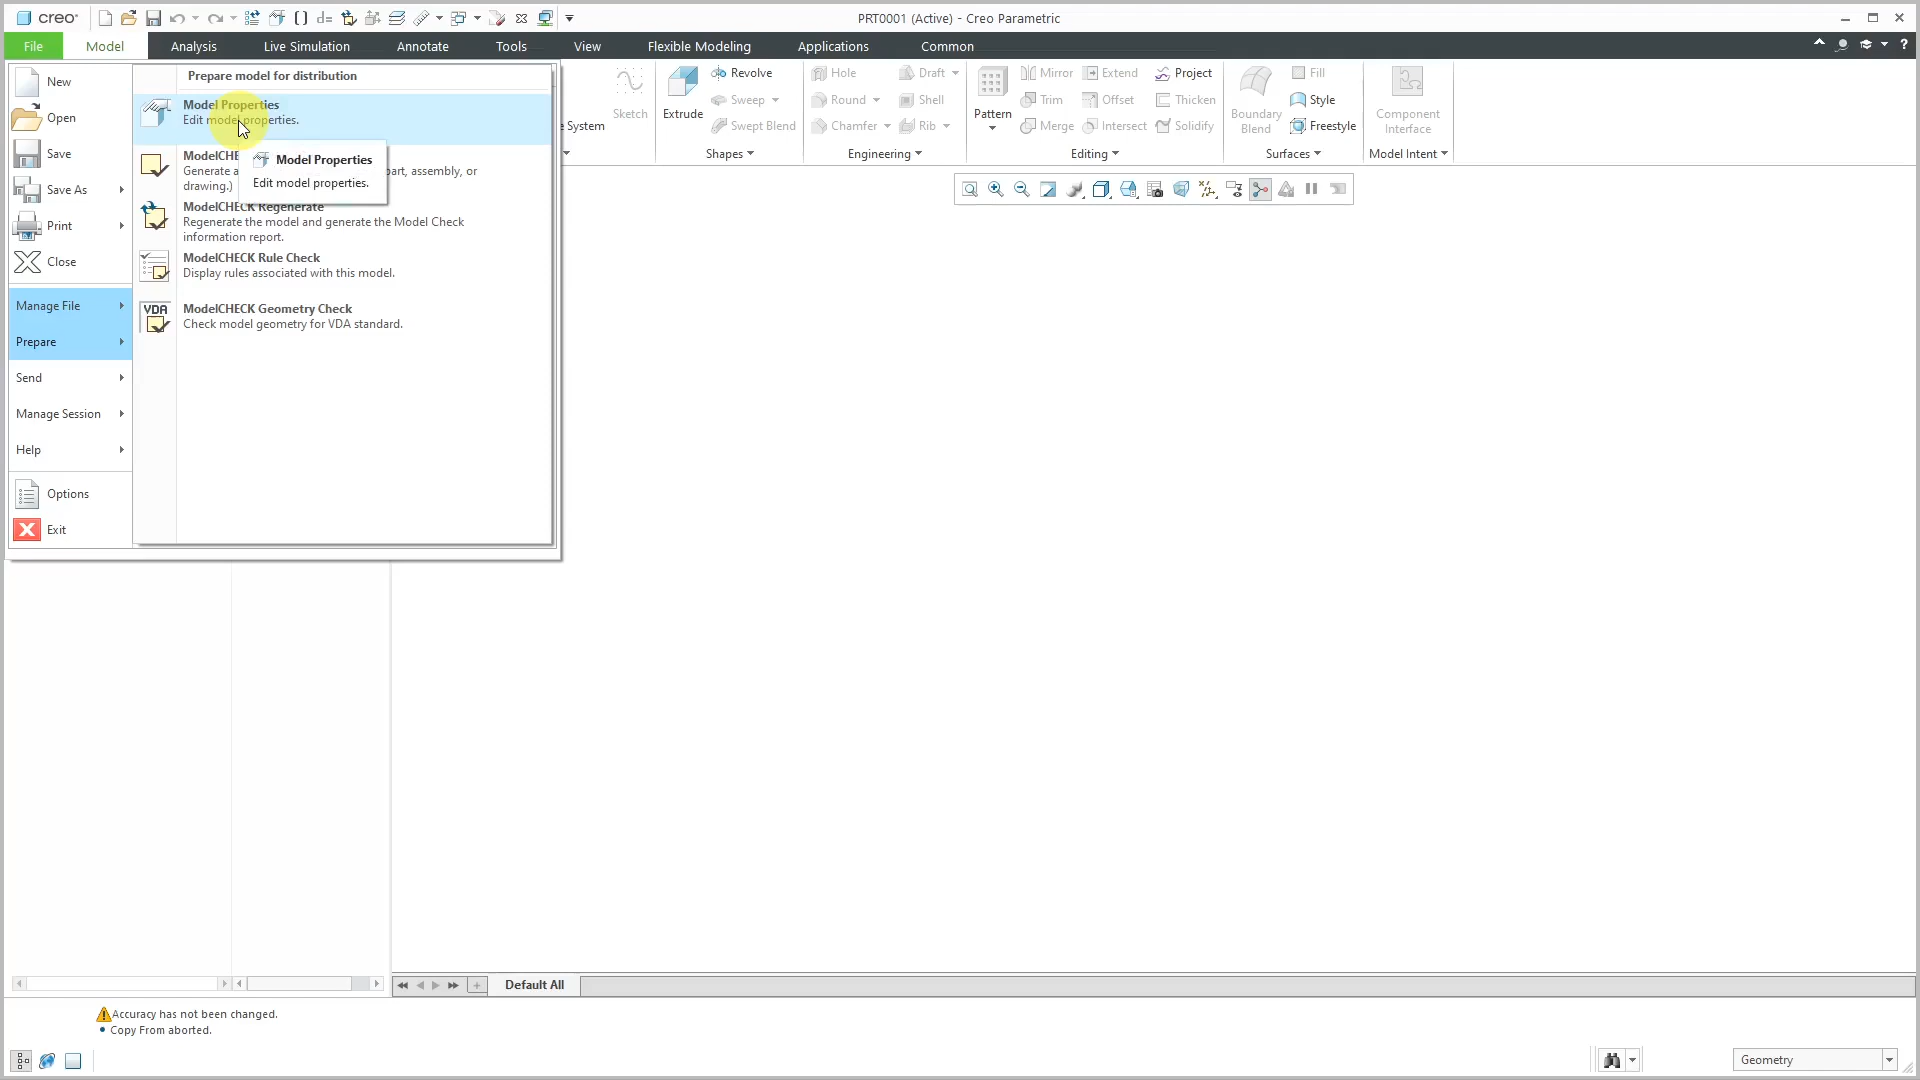 creo
PRT0001 (Active) - Creo Parametric
File
Model
Analysis
Live Simulation
Annotate
Tools
View
Flexible Modeling
Applications
Common
New
Open
Save
Save As
Print
Close
Manage File
Prepare
Send
Manage Session
Help
Options
Exit
Prepare model for distribution
Model Properties
Edit model properties.
ModelCHE
Generate a
part, assembly, or
drawing.)
Model Properties
Edit model properties.
ModelCHECK Regenerate
Regenerate the model and generate the Model Check
information report.
ModelCHECK Rule Check
Display rules associated with this model.
VDA
ModelCHECK Geometry Check
Check model geometry for VDA standard.
e System
Sketch
Extrude
Revolve
Sweep
Swept Blend
Shapes
Hole
Round
Chamfer
Draft
Shell
Rib
Engineering
Pattern
Mirror
Trim
Merge
Extend
Offset
Intersect
Project
Thicken
Solidify
Editing
Boundary
Blend
Fill
Style
Freestyle
Surfaces
Component
Interface
Model Intent
Default All
Accuracy has not been changed.
Copy From aborted.
Geometry